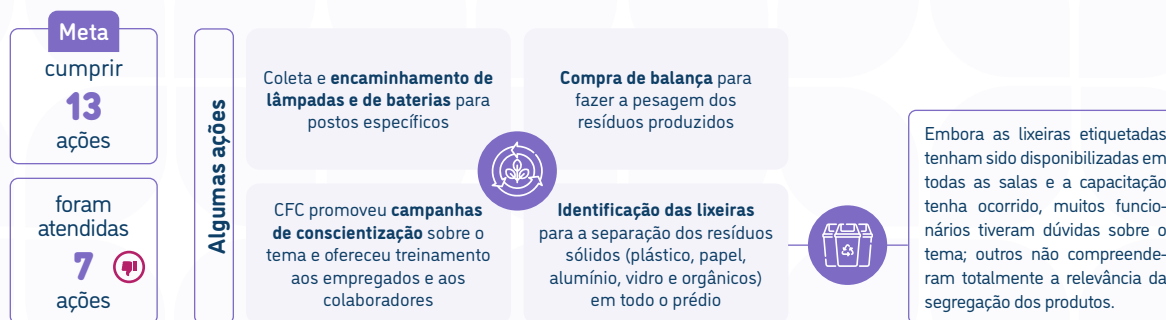 Meta
cumprir
13
ações
foram
atendidas
7
ações
Algumas ações
Coleta e encaminhamento de
lâmpadas e de baterias para
postos específicos
Compra de balança para
fazer a pesagem dos
resíduos produzidos
CFC promoveu campanhas
de conscientização sobre o
tema e ofereceu treinamento
aos empregados e aos
colaboradores
Identificação das lixeiras
para a separação dos resíduos
sólidos (plástico, papel,
alumínio, vidro e orgânicos)
em todo o prédio
Embora as lixeiras etiquetadas
tenham sido disponibilizadas em
todas as salas e a capacitação
tenha ocorrido, muitos funcio-
nários tiveram dúvidas sobre o
tema; outros não compreende-
ram totalmente a relevância da
segregação dos produtos.